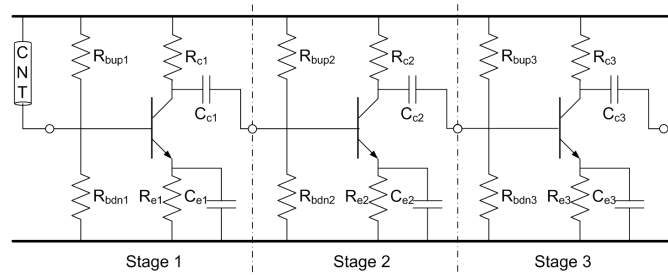 CNT
Rbup1
Rc1
Cc1
Rbdn1
Re1
Ce1
Rbup2
Rc2
Cc2
Rbdn2
Re2
Ce2
Rbup3
Rc3
Cc3
Rbdn3
Re3
Ce3
Stage 1
Stage 2
Stage 3